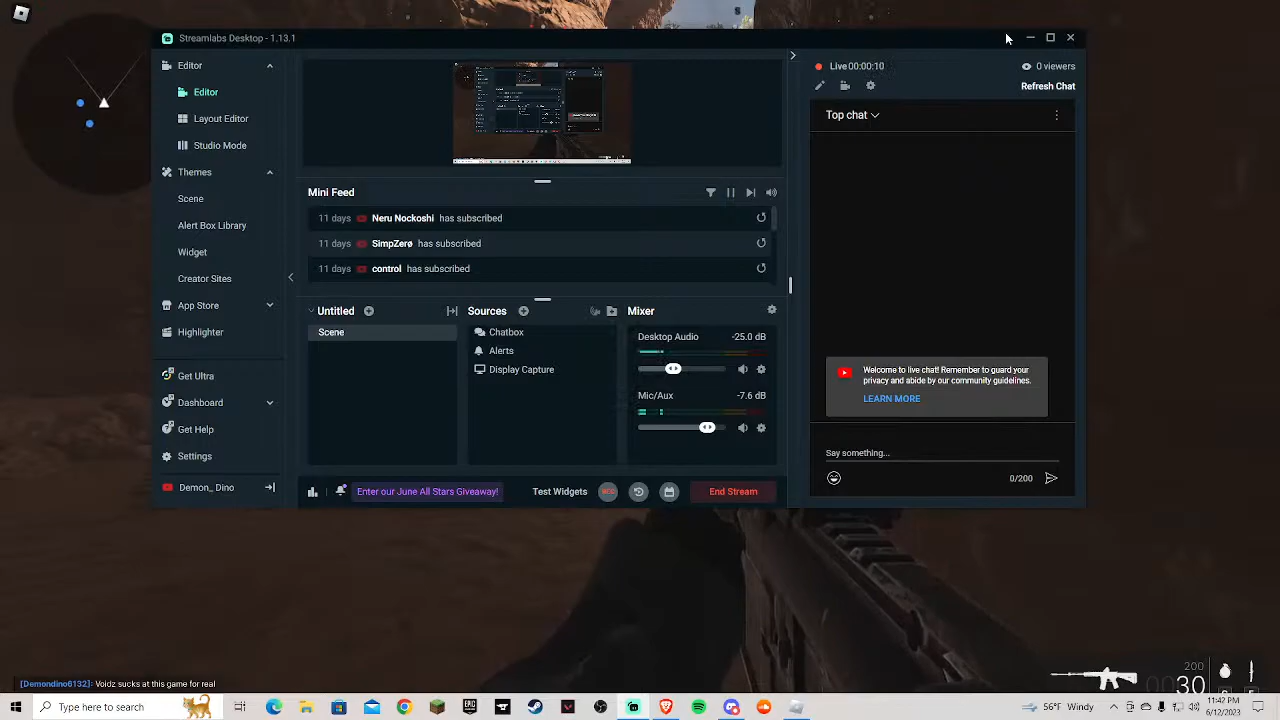 Streamlabs Desktop - 1.13.1
Editor
Editor
Layout Editor
Studio Mode
Themes
Scene
Alert Box Library
Widget
Creator Sites
App Store
Highlighter
Get Ultra
Dashboard
Get Help
Settings
Demon_ Dino
Mini Feed
11 days Neru Nockoshi has subscribed
11 days SimpZerø has subscribed
11 days control has subscribed
Untitled
Scene
Sources
Chatbox
Alerts
Display Capture
Mixer
Desktop Audio -25.0 dB
Mic/Aux -7.6 dB
Enter our June All Stars Giveaway!
Test Widgets
REC
End Stream
Live 00:00:10
0 viewers
Refresh Chat
Top chat
Welcome to live chat! Remember to guard your
privacy and abide by our community guidelines.
LEARN MORE
Say something...
0/200
S
[Demondino6132]: Voidz sucks at this game for real
200
30
Type here to search
EPIC
56°F Windy
11:42 PM
6/12/2023